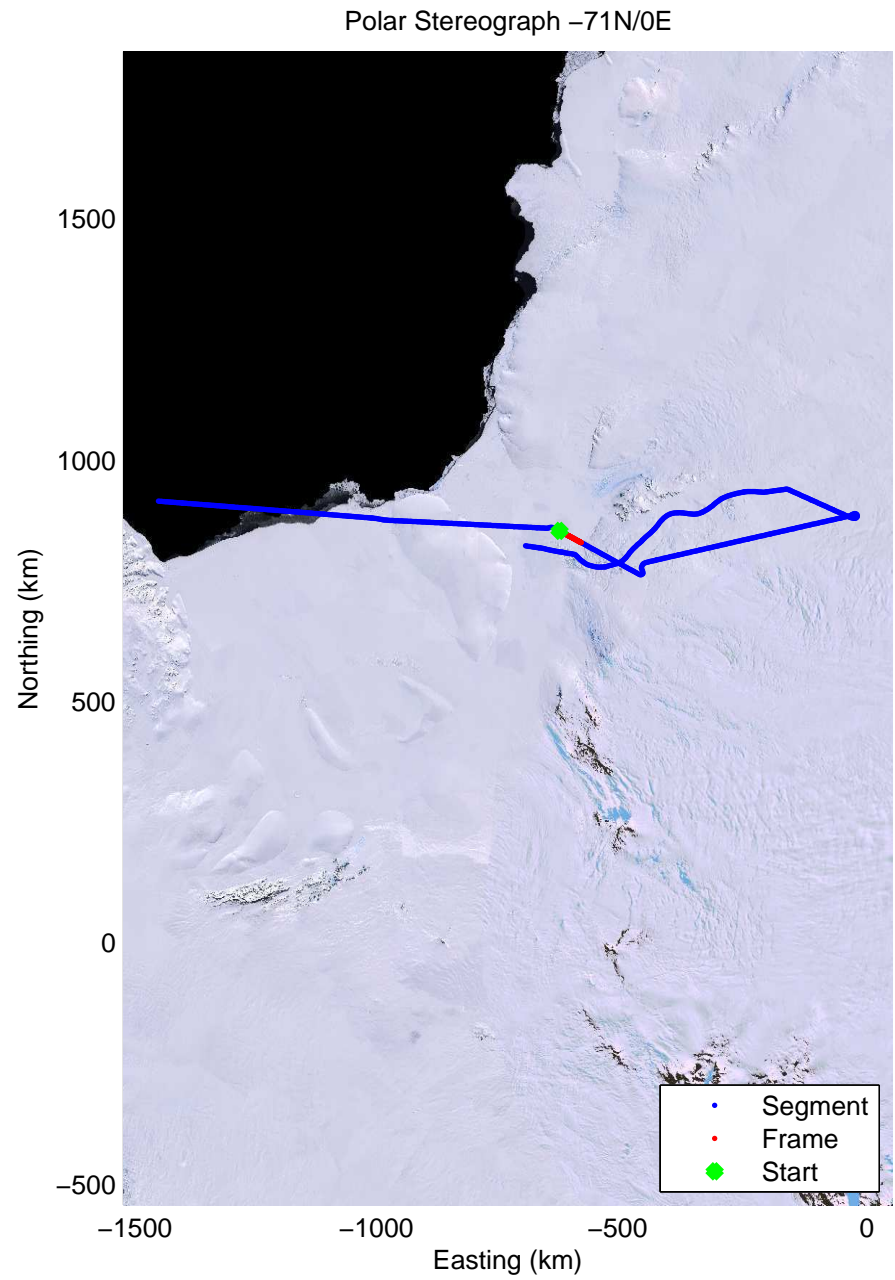 Polar Stereograph −71N/0E
1500
1000
500
0
−500
Northing (km)
−1500
−1000
−500
0
Easting (km)
Segment
Frame
Start